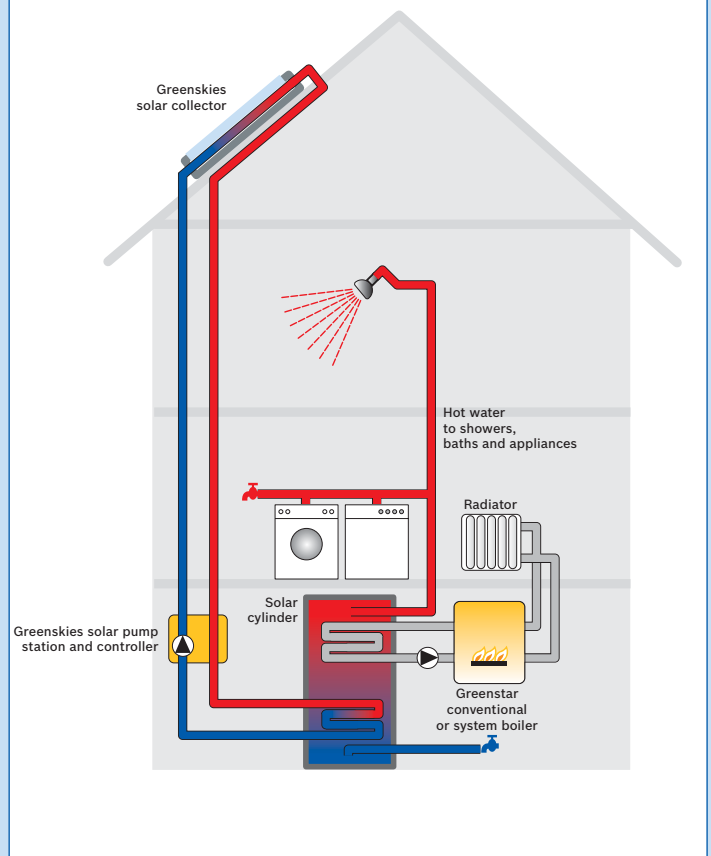 Greenskies
solar collector
Hot water
to showers,
baths and appliances
Radiator
Solar
cylinder
Greenskies solar pump
station and controller
Greenstar
conventional
or system boiler